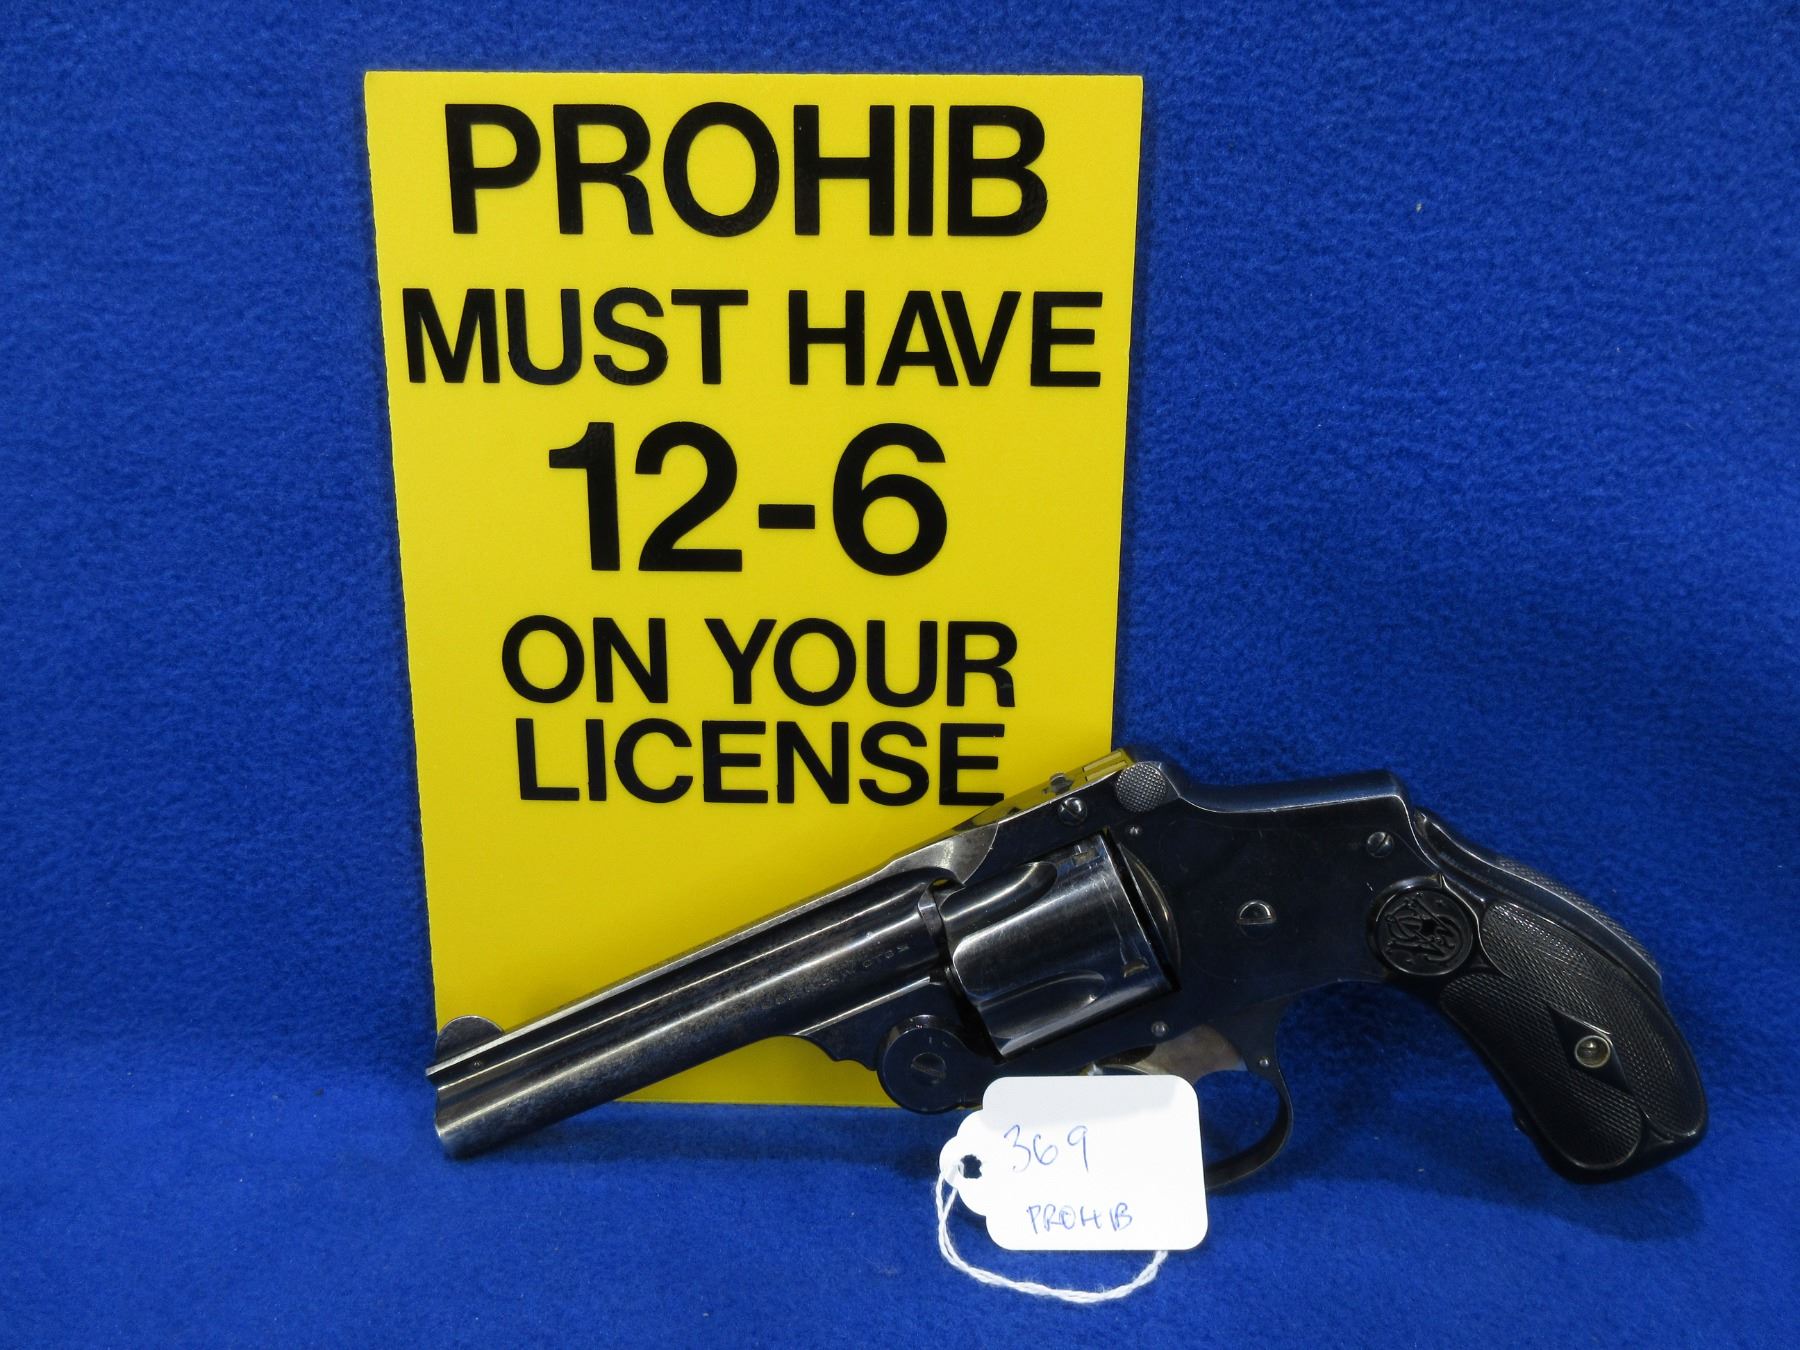 PROHIB
MUST HAVE
12-6
ON YOUR
LICENSE
369
PROHIB